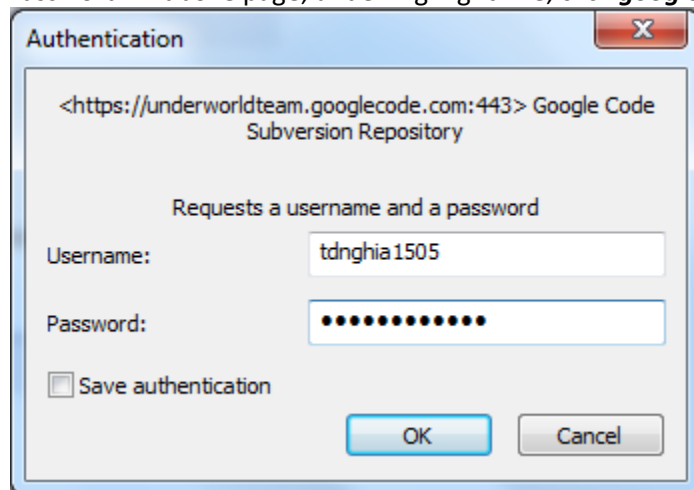 Authentication
<https://underworldteam.googlecode.com:443> Google Code
Subversion Repository
Requests a username and a password
Username:
tdnghia1505
Password:
••••••••••••
Save authentication
OK
Cancel